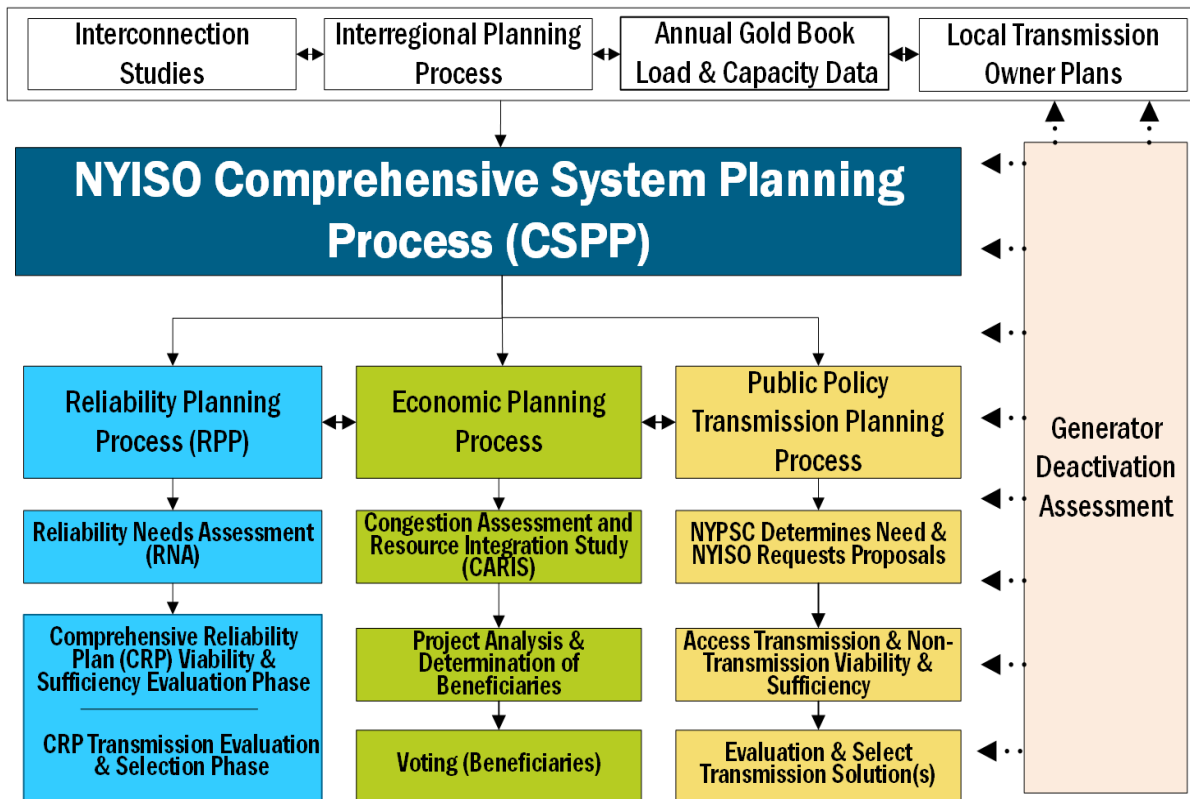 Interconnection
Studies
Interregional Planning
Process
Annual Gold Book
Load & Capacity Data
Local Transmission
Owner Plans
NYISO Comprehensive System Planning
Process (CSPP)
Reliability Planning
Process (RPP)
Economic Planning
Process
Public Policy
Transmission Planning
Process
Generator
Deactivation
Assessment
Reliability Needs Assessment
(RNA)
Congestion Assessment and
Resource Integration Study
(CARIS)
NYPSC Determines Need &
NYISO Requests Proposals
Comprehensive Reliability
Plan (CRP) Viability &
Sufficiency Evaluation Phase
CRP Transmission Evaluation
& Selection Phase
Project Analysis &
Determination of
Beneficiaries
Access Transmission & Non-
Transmission Viability &
Sufficiency
Voting (Beneficiaries)
Evaluation & Select
Transmission Solution(s)